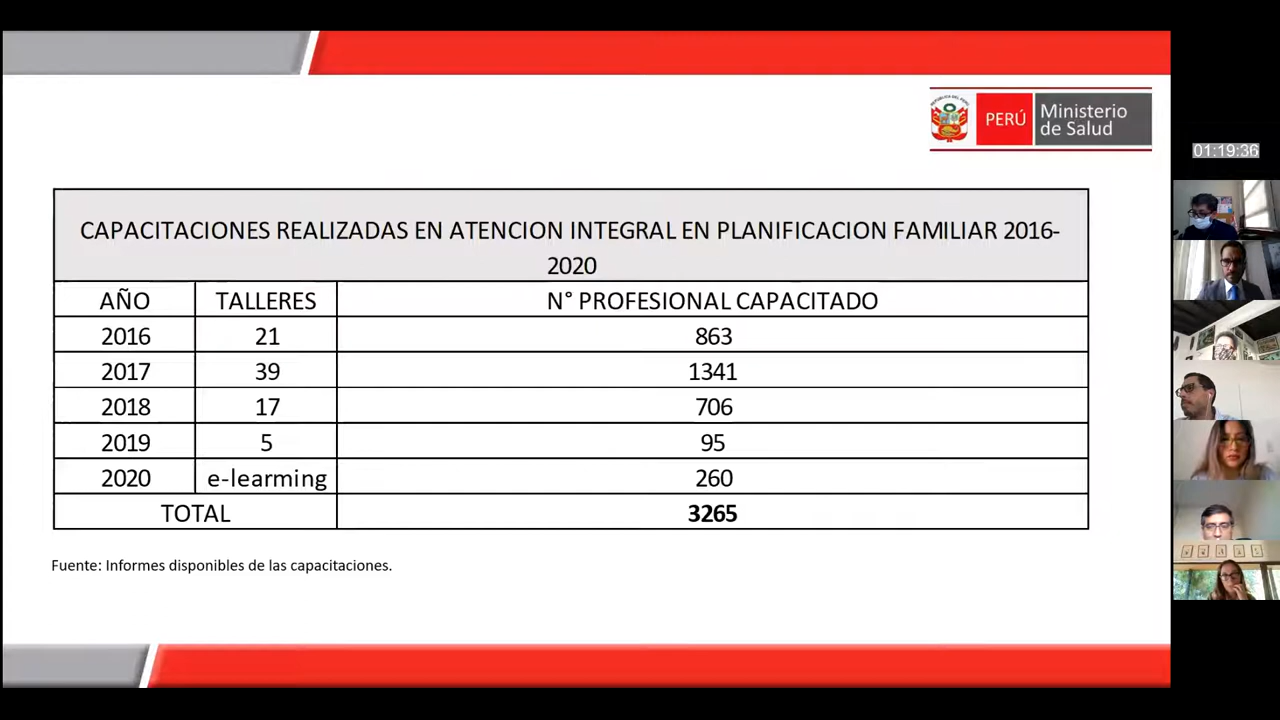 PERÚ
Ministerio
de Salud
01:19:36
CAPACITACIONES REALIZADAS EN ATENCION INTEGRAL EN PLANIFICACION FAMILIAR 2016-
2020
AÑO TALLERES N° PROFESIONAL CAPACITADO
2016 21 863
2017 39 1341
2018 17 706
2019 5 95
2020 e-learming 260
TOTAL 3265
Fuente: Informes disponibles de las capacitaciones.